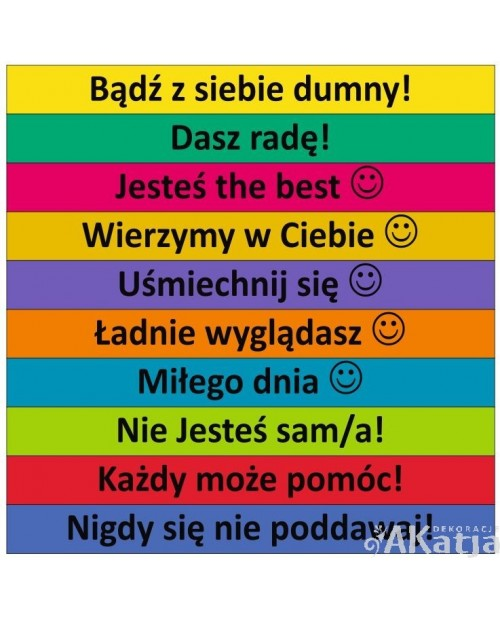 Bądź z siebie dumny!
Dasz radę!
Jesteś the best
Wierzymy w Ciebie
Uśmiechnij się
Ładnie wyglądasz
Miłego dnia
Nie Jesteś sam/a!
Każdy może pomóc!
Nigdy się nie poddawaj!
DEKORACJE
AKatja